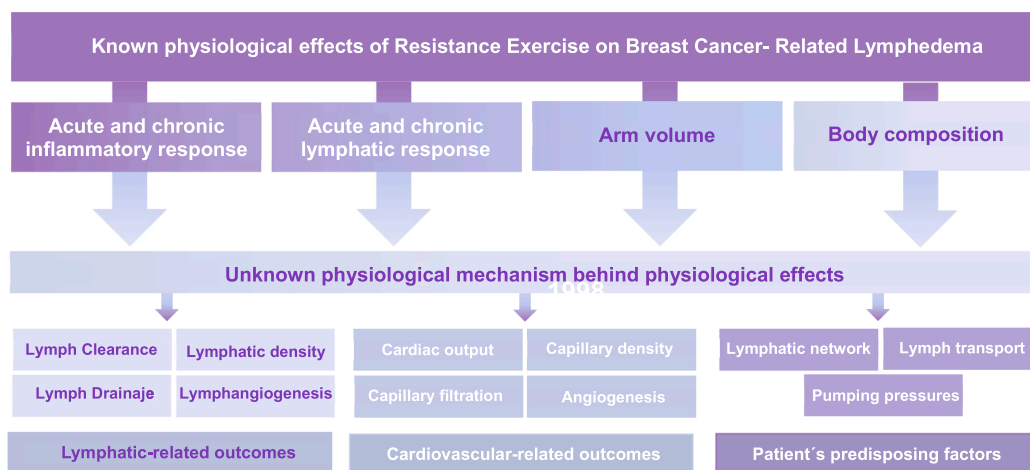 Known physiological effects of Resistance Exercise on Breast Cancer- Related Lymphedema
Acute and chronic
inflammatory response
Acute and chronic
lymphatic response
Arm volume
Body composition
Unknown physiological mechanism behind physiological effects
1998
Lymph Clearance
Lymphatic density
Lymph Drainaje
Lymphangiogenesis
Cardiac output
Capillary density
Capillary filtration
Angiogenesis
Lymphatic network
Lymph transport
Pumping pressures
Lymphatic-related outcomes
Cardiovascular-related outcomes
Patient´s predisposing factors